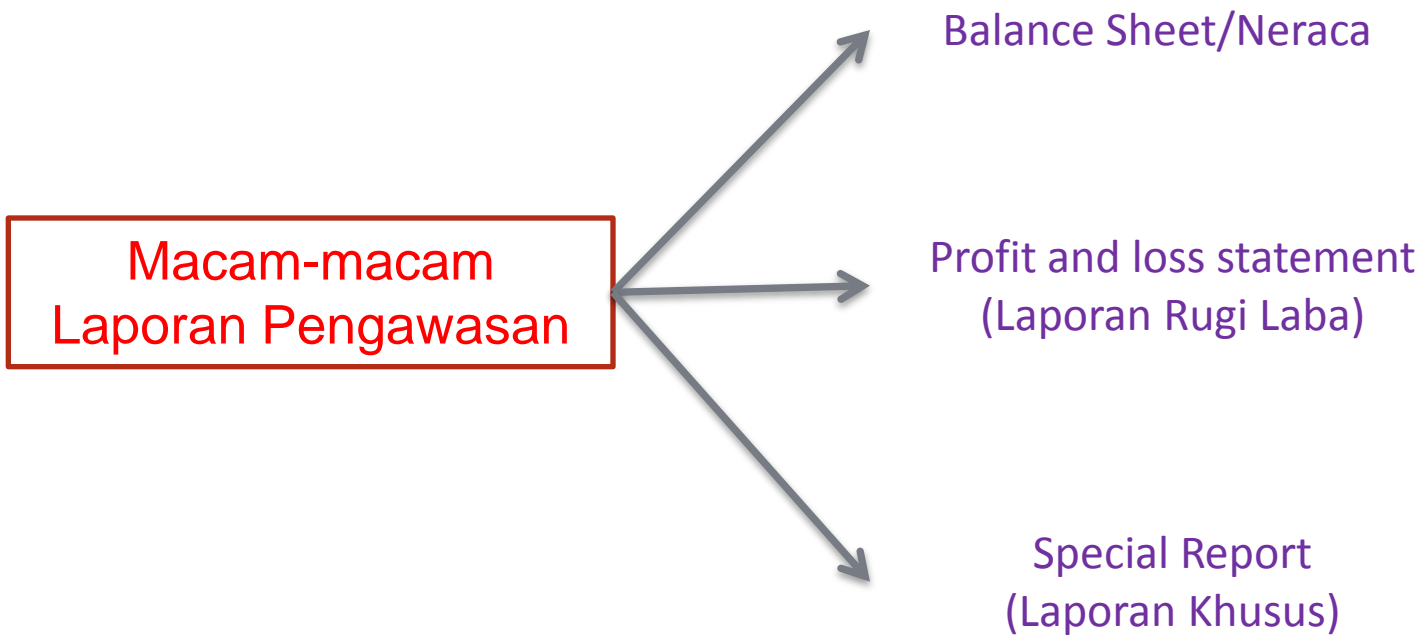 Balance Sheet/Neraca
Macam-macam
Laporan Pengawasan
Profit and loss statement
(Laporan Rugi Laba)
Special Report
(Laporan Khusus)